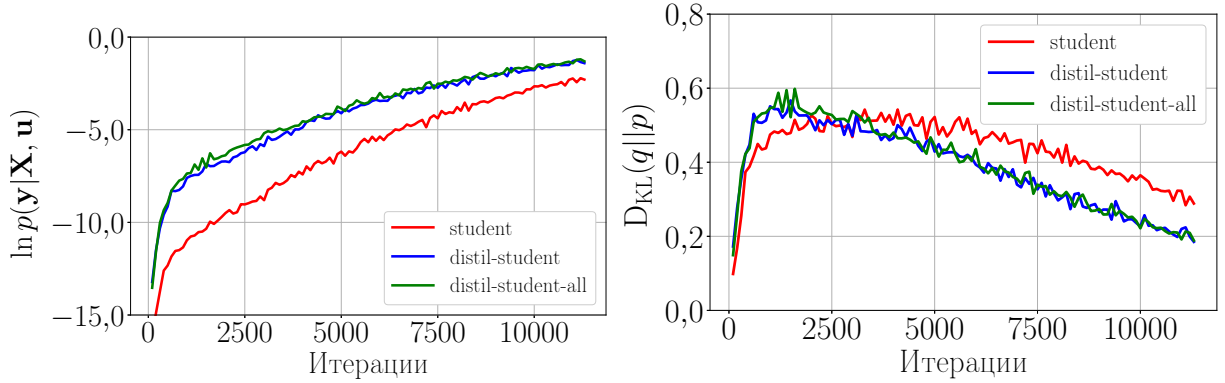 0,0
−5,0
−10,0
−15,0
ln p(y|X, u)
student
distil-student
distil-student-all
0
2500
5000
7500
10000
Итерации
0,8
0,6
0,4
0,2
0,0
D_KL(q||p)
student
distil-student
distil-student-all
0
2500
5000
7500
10000
Итерации